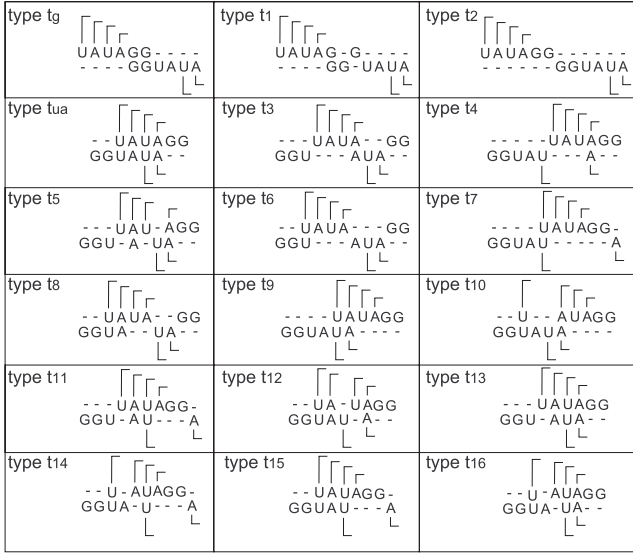 type tg
UAUAGG-----
----GGUAUA
type t1
UAUAG-G----
----GG-UAUA
type t2
UAUAGG------
------GGUAUA
type tua
--UAUAGG
GGUAUA--
type t3
---UAUA--GG
GGU---AUA--
type t4
-----UAUAGG
GGUAU---A--
type t5
---UAU-AGG
GGU-A-UA--
type t6
--UAUA---GG
GGU---AUA--
type t7
----UAUAGG-
GGUAU-----A
type t8
--UAUA--GG
GGUA--UA--
type t9
----UAUAGG
GGUAUA----
type t10
--U--AUAGG
GGUAUA----
type t11
---UAUAGG-
GGU-AU---A
type t12
--UA-UAGG
GGUAU-A--
type t13
---UAUAGG
GGU-AUA--
type t14
--U-AUAGG-
GGUA-U---A
type t15
--UAUAGG-
GGUAU---A
type t16
--U-AUAGG
GGUA-UA--